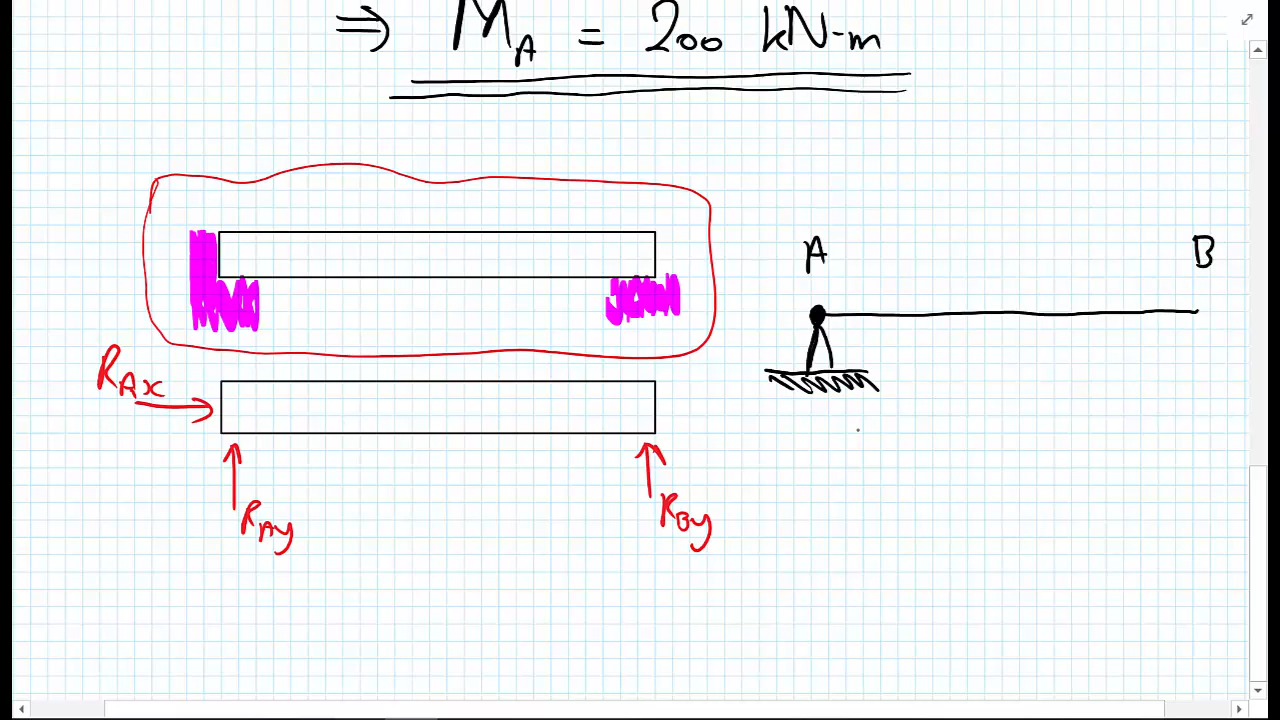 ⇒ M_A = 200 kN-m
A B
R_Ax
R_Ay
R_By